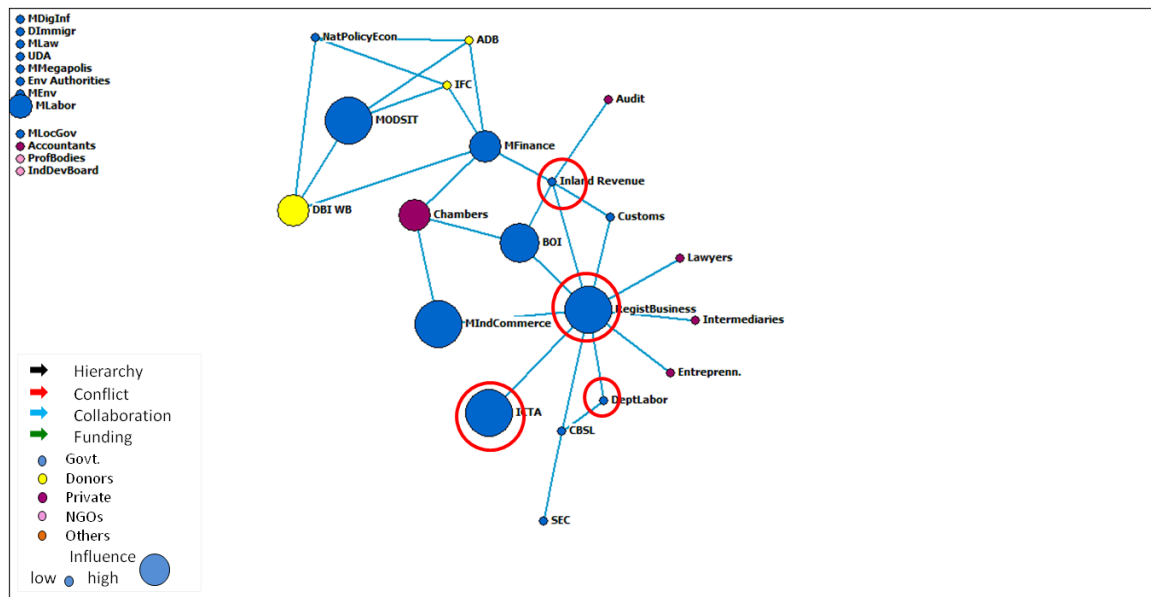 MDigInf
DImmigr
MLaw
UDA
MMegapolis
Env Authorities
MEnv
MLabor
MLocGov
Accountants
ProfBodies
IndDevBoard
NatPolicyEcon
ADB
IFC
Audit
MODSIT
MFinance
Inland Revenue
DBI WB
Chambers
Customs
BOI
Lawyers
RegistBusiness
MIndCommerce
Intermediaries
Entreprenn.
DeptLabor
ICTA
CBSL
SEC
Hierarchy
Conflict
Collaboration
Funding
Govt.
Donors
Private
NGOs
Others
Influence
low high